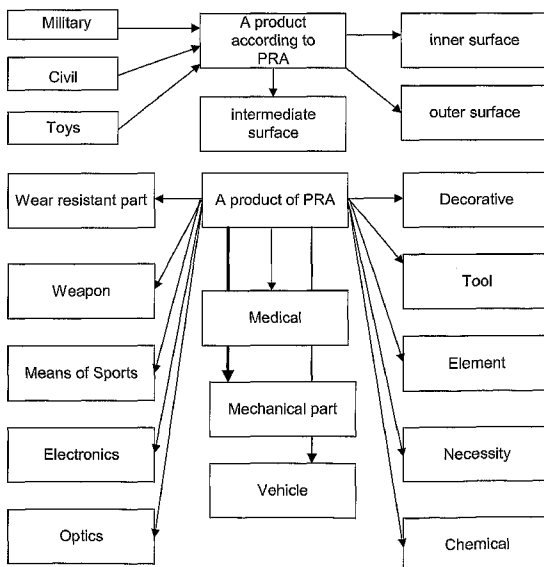 Military
Civil
Toys
A product
according to
PRA
intermediate
surface
inner surface
outer surface
Wear resistant part
A product of PRA
Decorative
Weapon
Medical
Tool
Means of Sports
Mechanical part
Element
Electronics
Vehicle
Necessity
Optics
Chemical